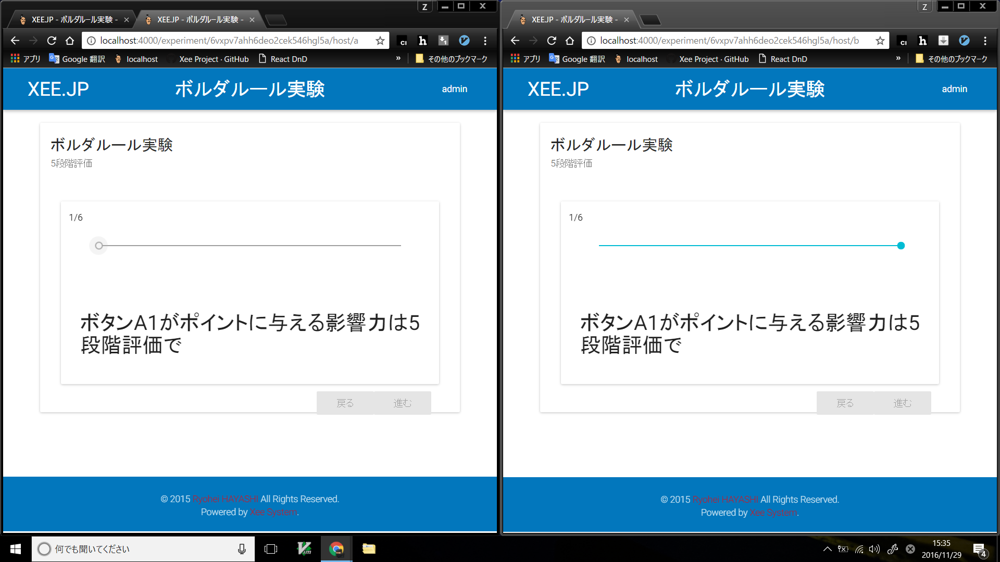 XEE.JP - ボルダルール実験 -
XEE.JP - ボルダルール実験 -
Z
localhost:4000/experiment/6vxpv7ahh6deo2cek546hgl5a/host/a
アプリ
Google 翻訳
localhost
Xee Project · GitHub
React DnD
»
その他のブックマーク
XEE.JP
ボルダルール実験
admin
ボルダルール実験
5段階評価
1/6
ボタンA1がポイントに与える影響力は5
段階評価で
戻る
進む
© 2015 Ryohei HAYASHI All Rights Reserved.
Powered by Xee System.
XEE.JP - ボルダルール実験 -
Z
localhost:4000/experiment/6vxpv7ahh6deo2cek546hgl5a/host/b
アプリ
Google 翻訳
localhost
Xee Project · GitHub
React DnD
»
その他のブックマーク
XEE.JP
ボルダルール実験
admin
ボルダルール実験
5段階評価
1/6
ボタンA1がポイントに与える影響力は5
段階評価で
戻る
進む
© 2015 Ryohei HAYASHI All Rights Reserved.
Powered by Xee System.
何でも聞いてください
15:35
2016/11/29
4